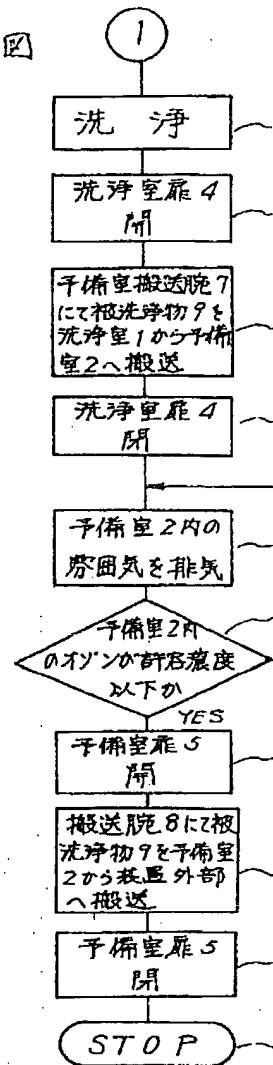 図
1
洗 浄
洗浄室扉4
開
予備室搬送腕7
にて被洗浄物9を
洗浄室1から予備
室2へ搬送
洗浄室扉4
閉
予備室2内の
雰囲気を排気
予備室2内
のオゾンが許容濃度
以下か
YES
予備室扉5
開
搬送腕8にて被
洗浄物9を予備室
2から装置外部
へ搬送
予備室扉5
閉
STOP